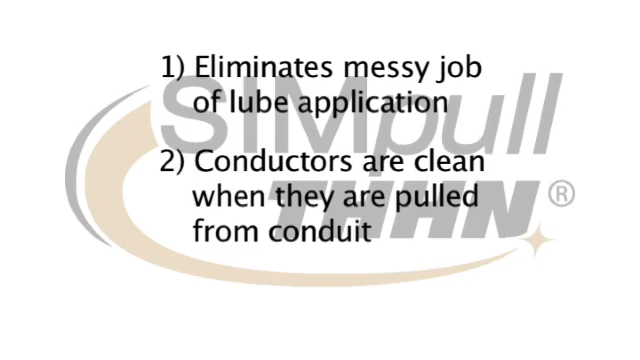 1) Eliminates messy job
of lube application
2) Conductors are clean
when they are pulled
from conduit
SIMpull
THHN®